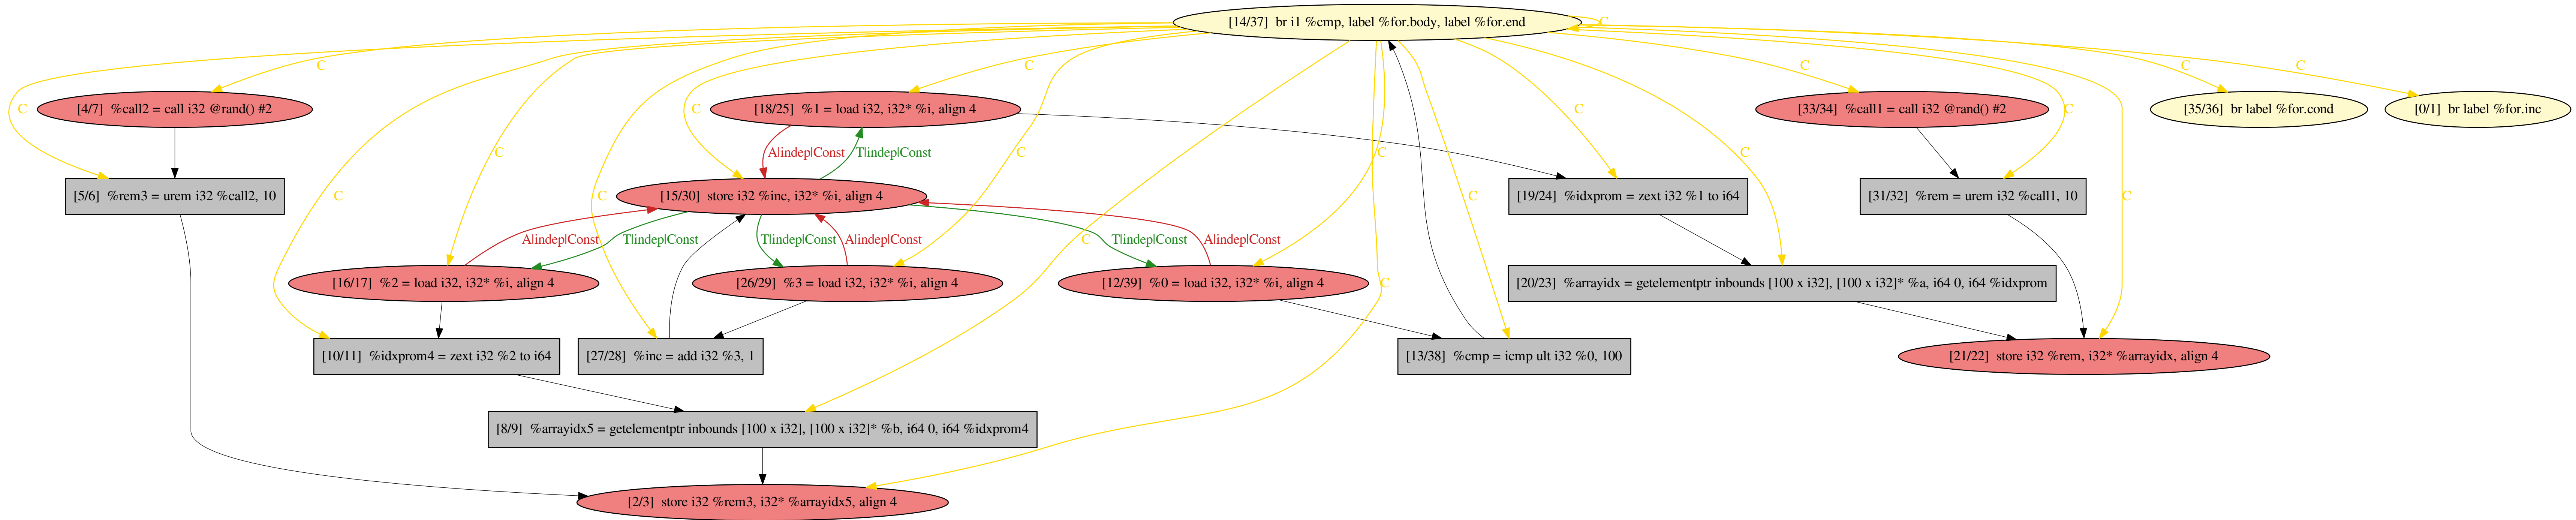 [14/37]  br i1 %cmp, label %for.body, label %for.end
C
C
C
C
C
C
[4/7]  %call2 = call i32 @rand() #2
[18/25]  %1 = load i32, i32* %i, align 4
[33/34]  %call1 = call i32 @rand() #2
[35/36]  br label %for.cond
[0/1]  br label %for.inc
C
C
C
C
A|indep|Const
T|indep|Const
C
C
C
C
C
[5/6]  %rem3 = urem i32 %call2, 10
C
C
[15/30]  store i32 %inc, i32* %i, align 4
C
[19/24]  %idxprom = zext i32 %1 to i64
[31/32]  %rem = urem i32 %call1, 10
C
A|indep|Const
T|indep|Const
T|indep|Const
A|indep|Const
C
T|indep|Const
A|indep|Const
[16/17]  %2 = load i32, i32* %i, align 4
[26/29]  %3 = load i32, i32* %i, align 4
[12/39]  %0 = load i32, i32* %i, align 4
C
[20/23]  %arrayidx = getelementptr inbounds [100 x i32], [100 x i32]* %a, i64 0, i64 %idxprom
[10/11]  %idxprom4 = zext i32 %2 to i64
[27/28]  %inc = add i32 %3, 1
[13/38]  %cmp = icmp ult i32 %0, 100
[21/22]  store i32 %rem, i32* %arrayidx, align 4
[8/9]  %arrayidx5 = getelementptr inbounds [100 x i32], [100 x i32]* %b, i64 0, i64 %idxprom4
[2/3]  store i32 %rem3, i32* %arrayidx5, align 4